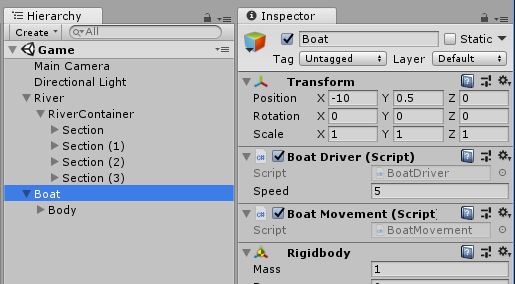 Hierarchy
Create
All
Game
Main Camera
Directional Light
River
RiverContainer
Section
Section (1)
Section (2)
Section (3)
Boat
Body
Inspector
Boat
Static
Tag Untagged Layer Default
Transform
Position X -10 Y 0.5 Z 0
Rotation X 0 Y 0 Z 0
Scale X 1 Y 1 Z 1
C# Boat Driver (Script)
Script BoatDriver
Speed 5
C# Boat Movement (Script)
Script BoatMovement
Rigidbody
Mass 1